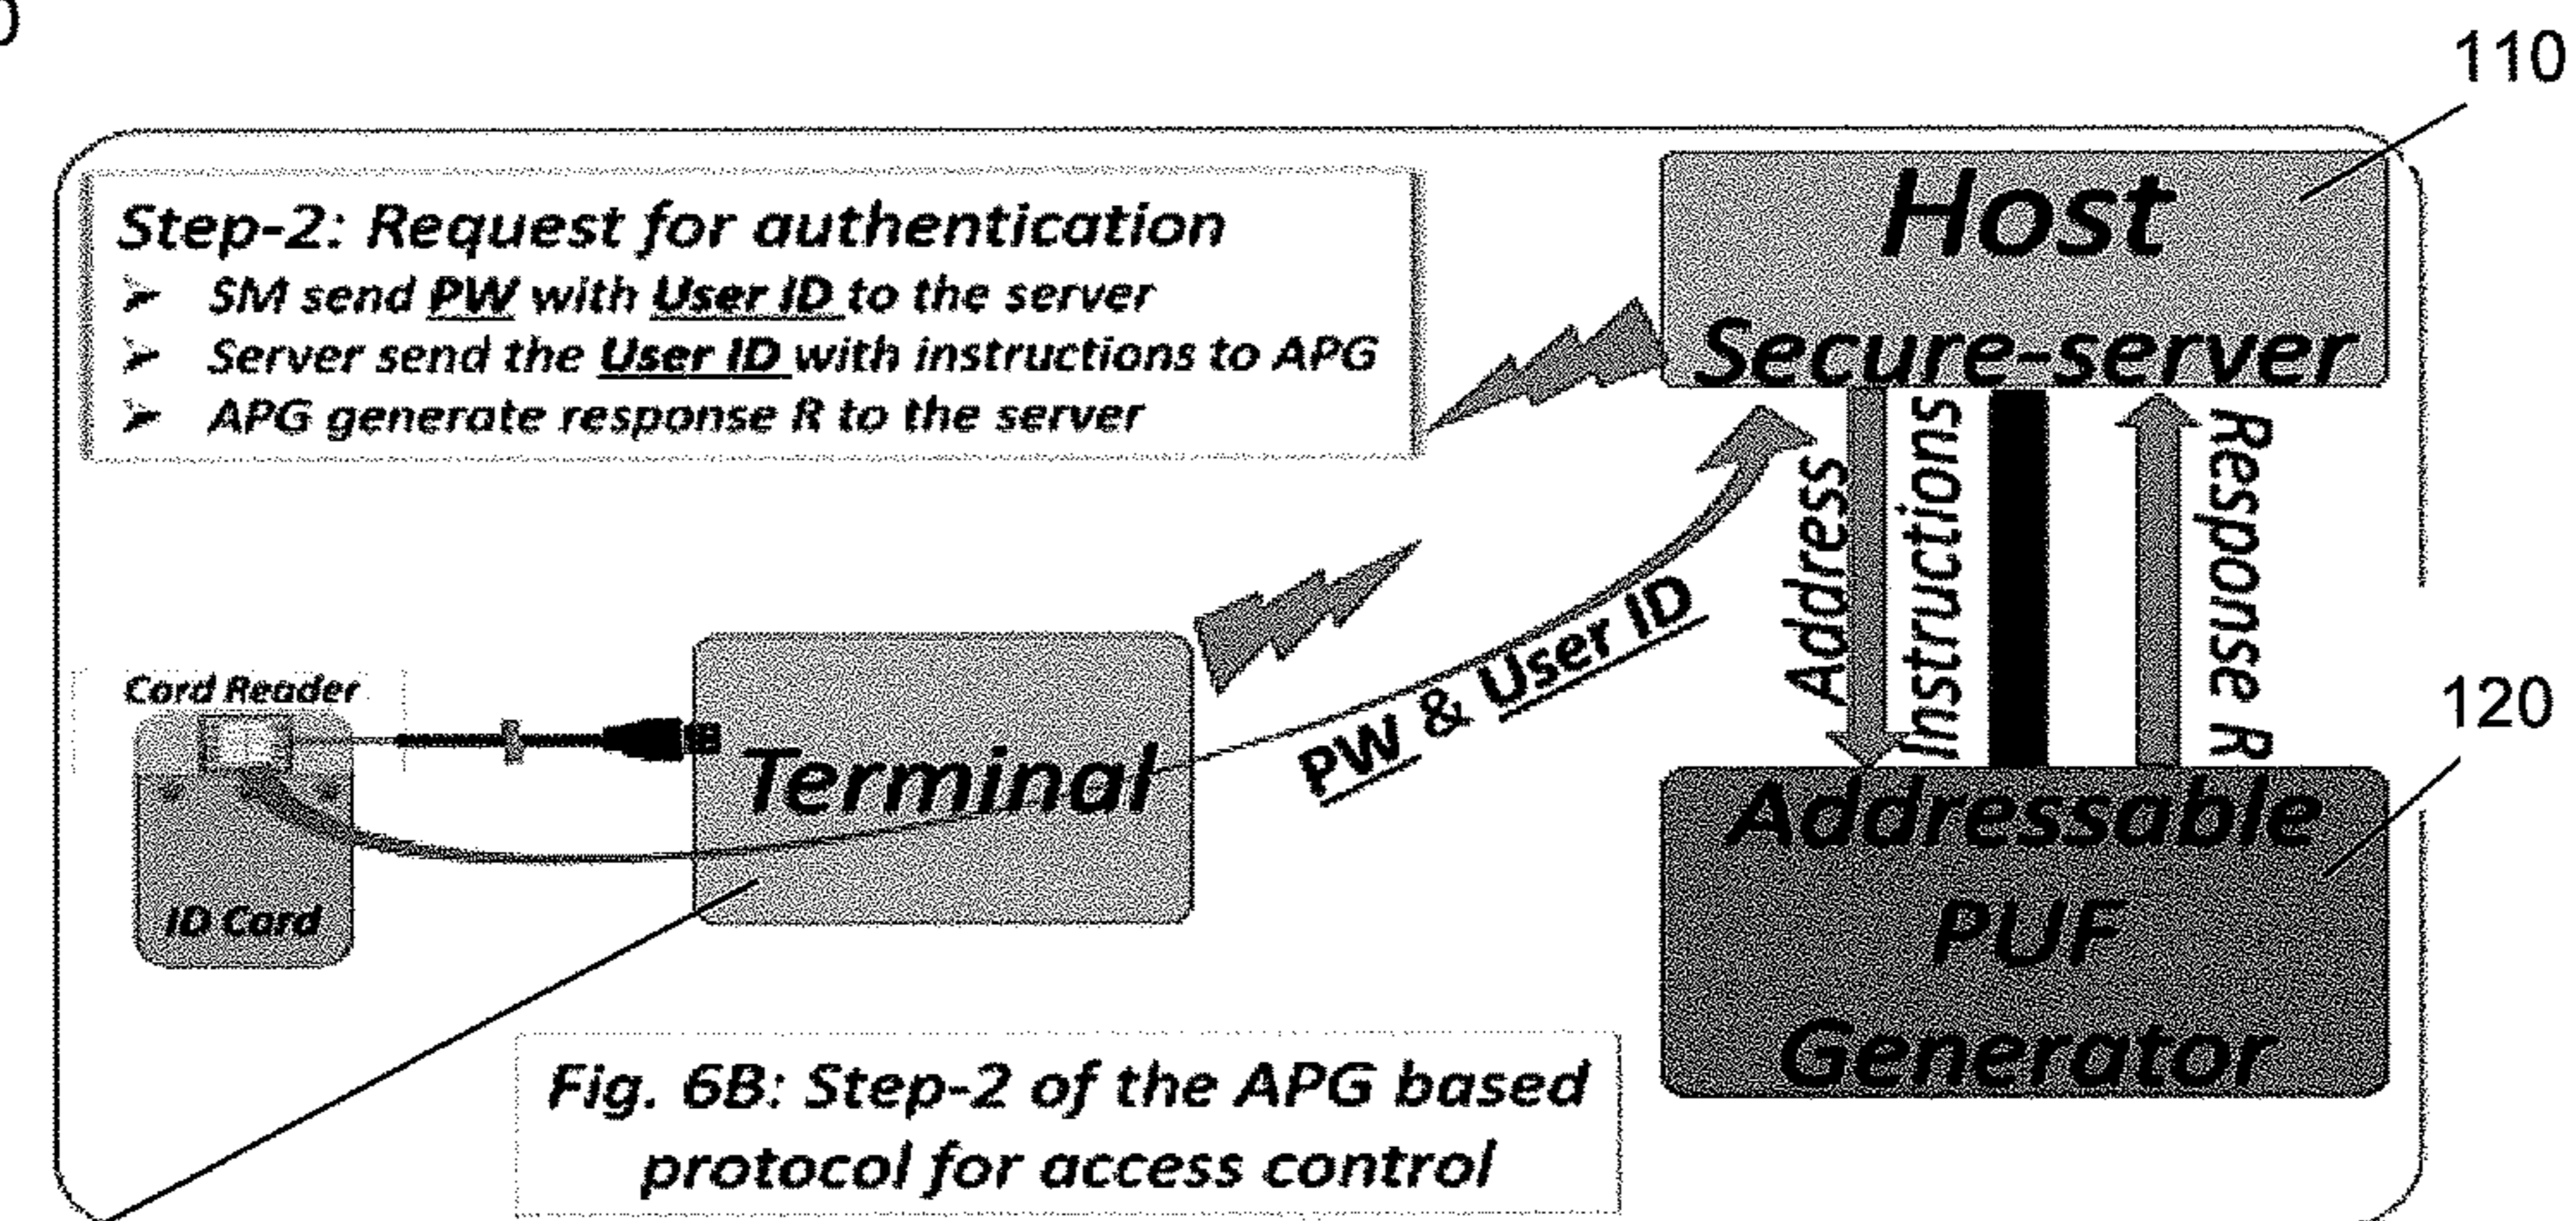 110
Step-2: Request for authentication
➢ SM send PW with User ID to the server
➢ Server send the User ID with instructions to APG
➢ APG generate response R to the server
Host
Secure-server
Address
Instructions
Response R
PW & User ID
Card Reader
ID Card
Terminal
120
Addressable
PUF
Generator
Fig. 6B: Step-2 of the APG based
protocol for access control